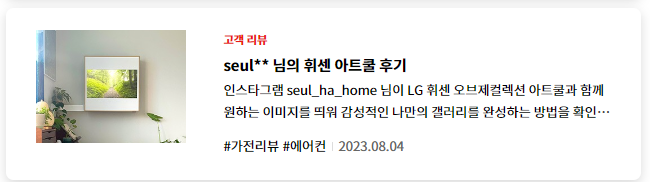 고객 리뷰
seul** 님의 휘센 아트쿨 후기
인스타그램 seul_ha_home 님이 LG 휘센 오브제컬렉션 아트쿨과 함께
원하는 이미지를 띄워 감성적인 나만의 갤러리를 완성하는 방법을 확인…
#가전리뷰 #에어컨 | 2023.08.04